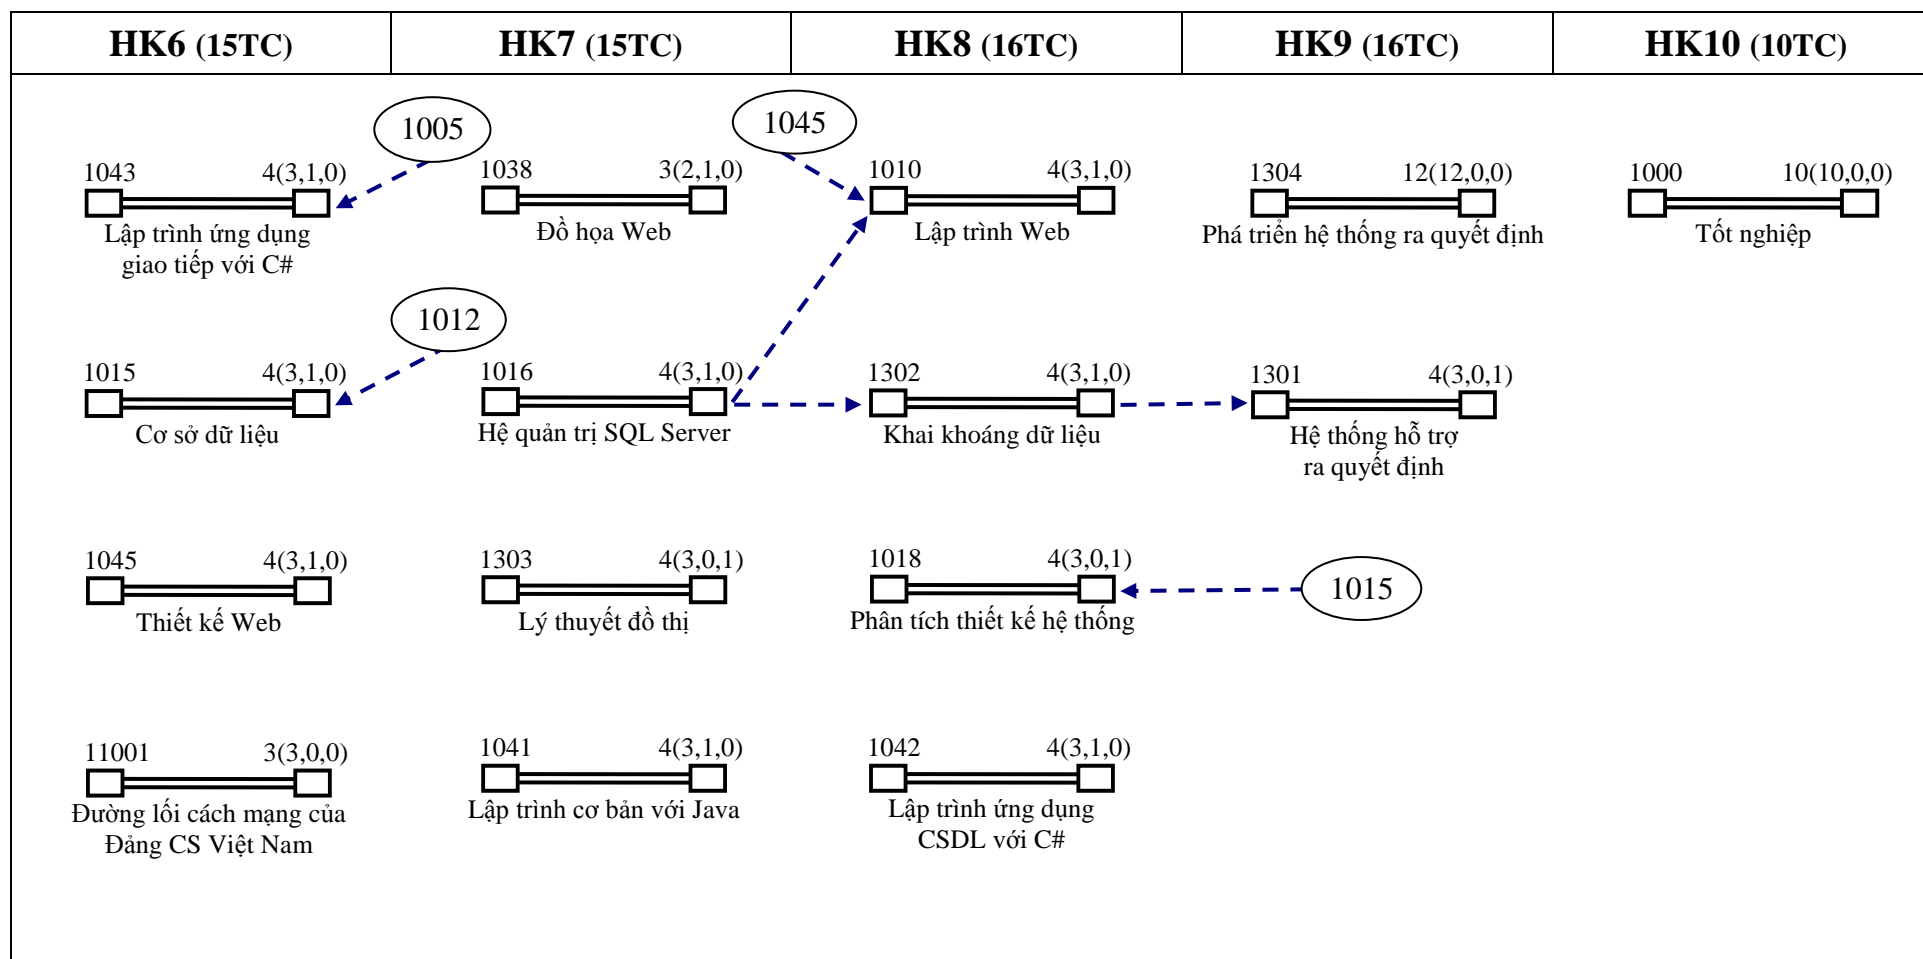 HK6 (15TC) HK7 (15TC) HK8 (16TC) HK9 (16TC) HK10 (10TC)
1005 1045
1043 4(3,1,0) 1038 3(2,1,0) 1010 4(3,1,0) 1304 12(12,0,0) 1000 10(10,0,0)
Lập trình ứng dụng Đồ họa Web Lập trình Web Phá triển hệ thống ra quyết định Tốt nghiệp
giao tiếp với C#
1012
1015 4(3,1,0) 1016 4(3,1,0) 1302 4(3,1,0) 1301 4(3,0,1)
Cơ sở dữ liệu Hệ quản trị SQL Server Khai khoáng dữ liệu Hệ thống hỗ trợ
ra quyết định
1045 4(3,1,0) 1303 4(3,0,1) 1018 4(3,0,1)
1015
Thiết kế Web Lý thuyết đồ thị Phân tích thiết kế hệ thống
11001 3(3,0,0) 1041 4(3,1,0) 1042 4(3,1,0)
Đường lối cách mạng của Lập trình cơ bản với Java Lập trình ứng dụng
Đảng CS Việt Nam CSDL với C#